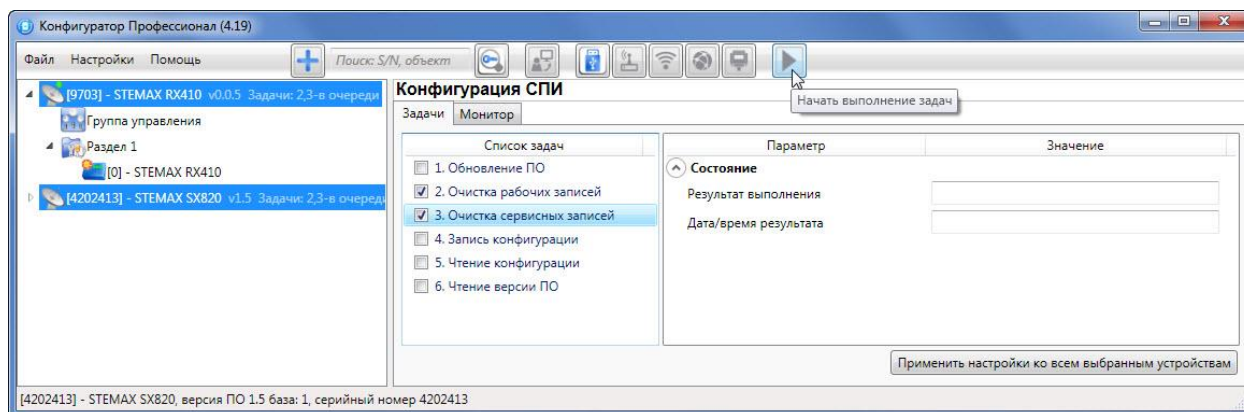 Конфигуратор Профессионал (4.19)
Файл Настройки Помощь Поиск: S/N, объект
Начать выполнение задач
[9703] - STEMAX RX410 v0.0.5 Задачи: 2,3-в очереди
Группа управления
Раздел 1
[0] - STEMAX RX410
[4202413] - STEMAX SX820 v1.5 Задачи: 2,3-в очереди
Конфигурация СПИ
Задачи Монитор
Список задач
1. Обновление ПО
2. Очистка рабочих записей
3. Очистка сервисных записей
4. Запись конфигурации
5. Чтение конфигурации
6. Чтение версии ПО
Параметр Значение
Состояние
Результат выполнения
Дата/время результата
Применить настройки ко всем выбранным устройствам
[4202413] - STEMAX SX820, версия ПО 1.5 база: 1, серийный номер 4202413